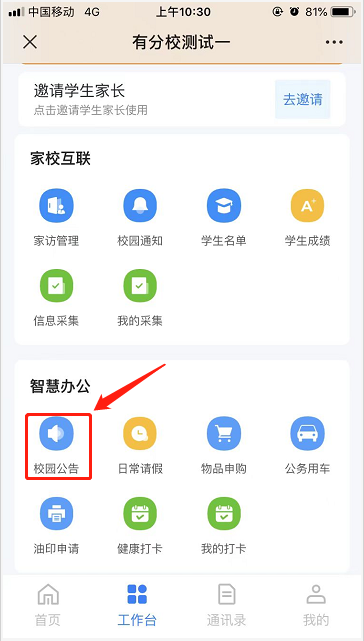 中国移动 4G 上午10:30 81%
有分校测试一
邀请学生家长
点击邀请学生家长使用
去邀请
家校互联
家访管理 校园通知 学生名单 学生成绩
信息采集 我的采集
智慧办公
校园公告 日常请假 物品申购 公务用车
油印申请 健康打卡 我的打卡
首页 工作台 通讯录 我的